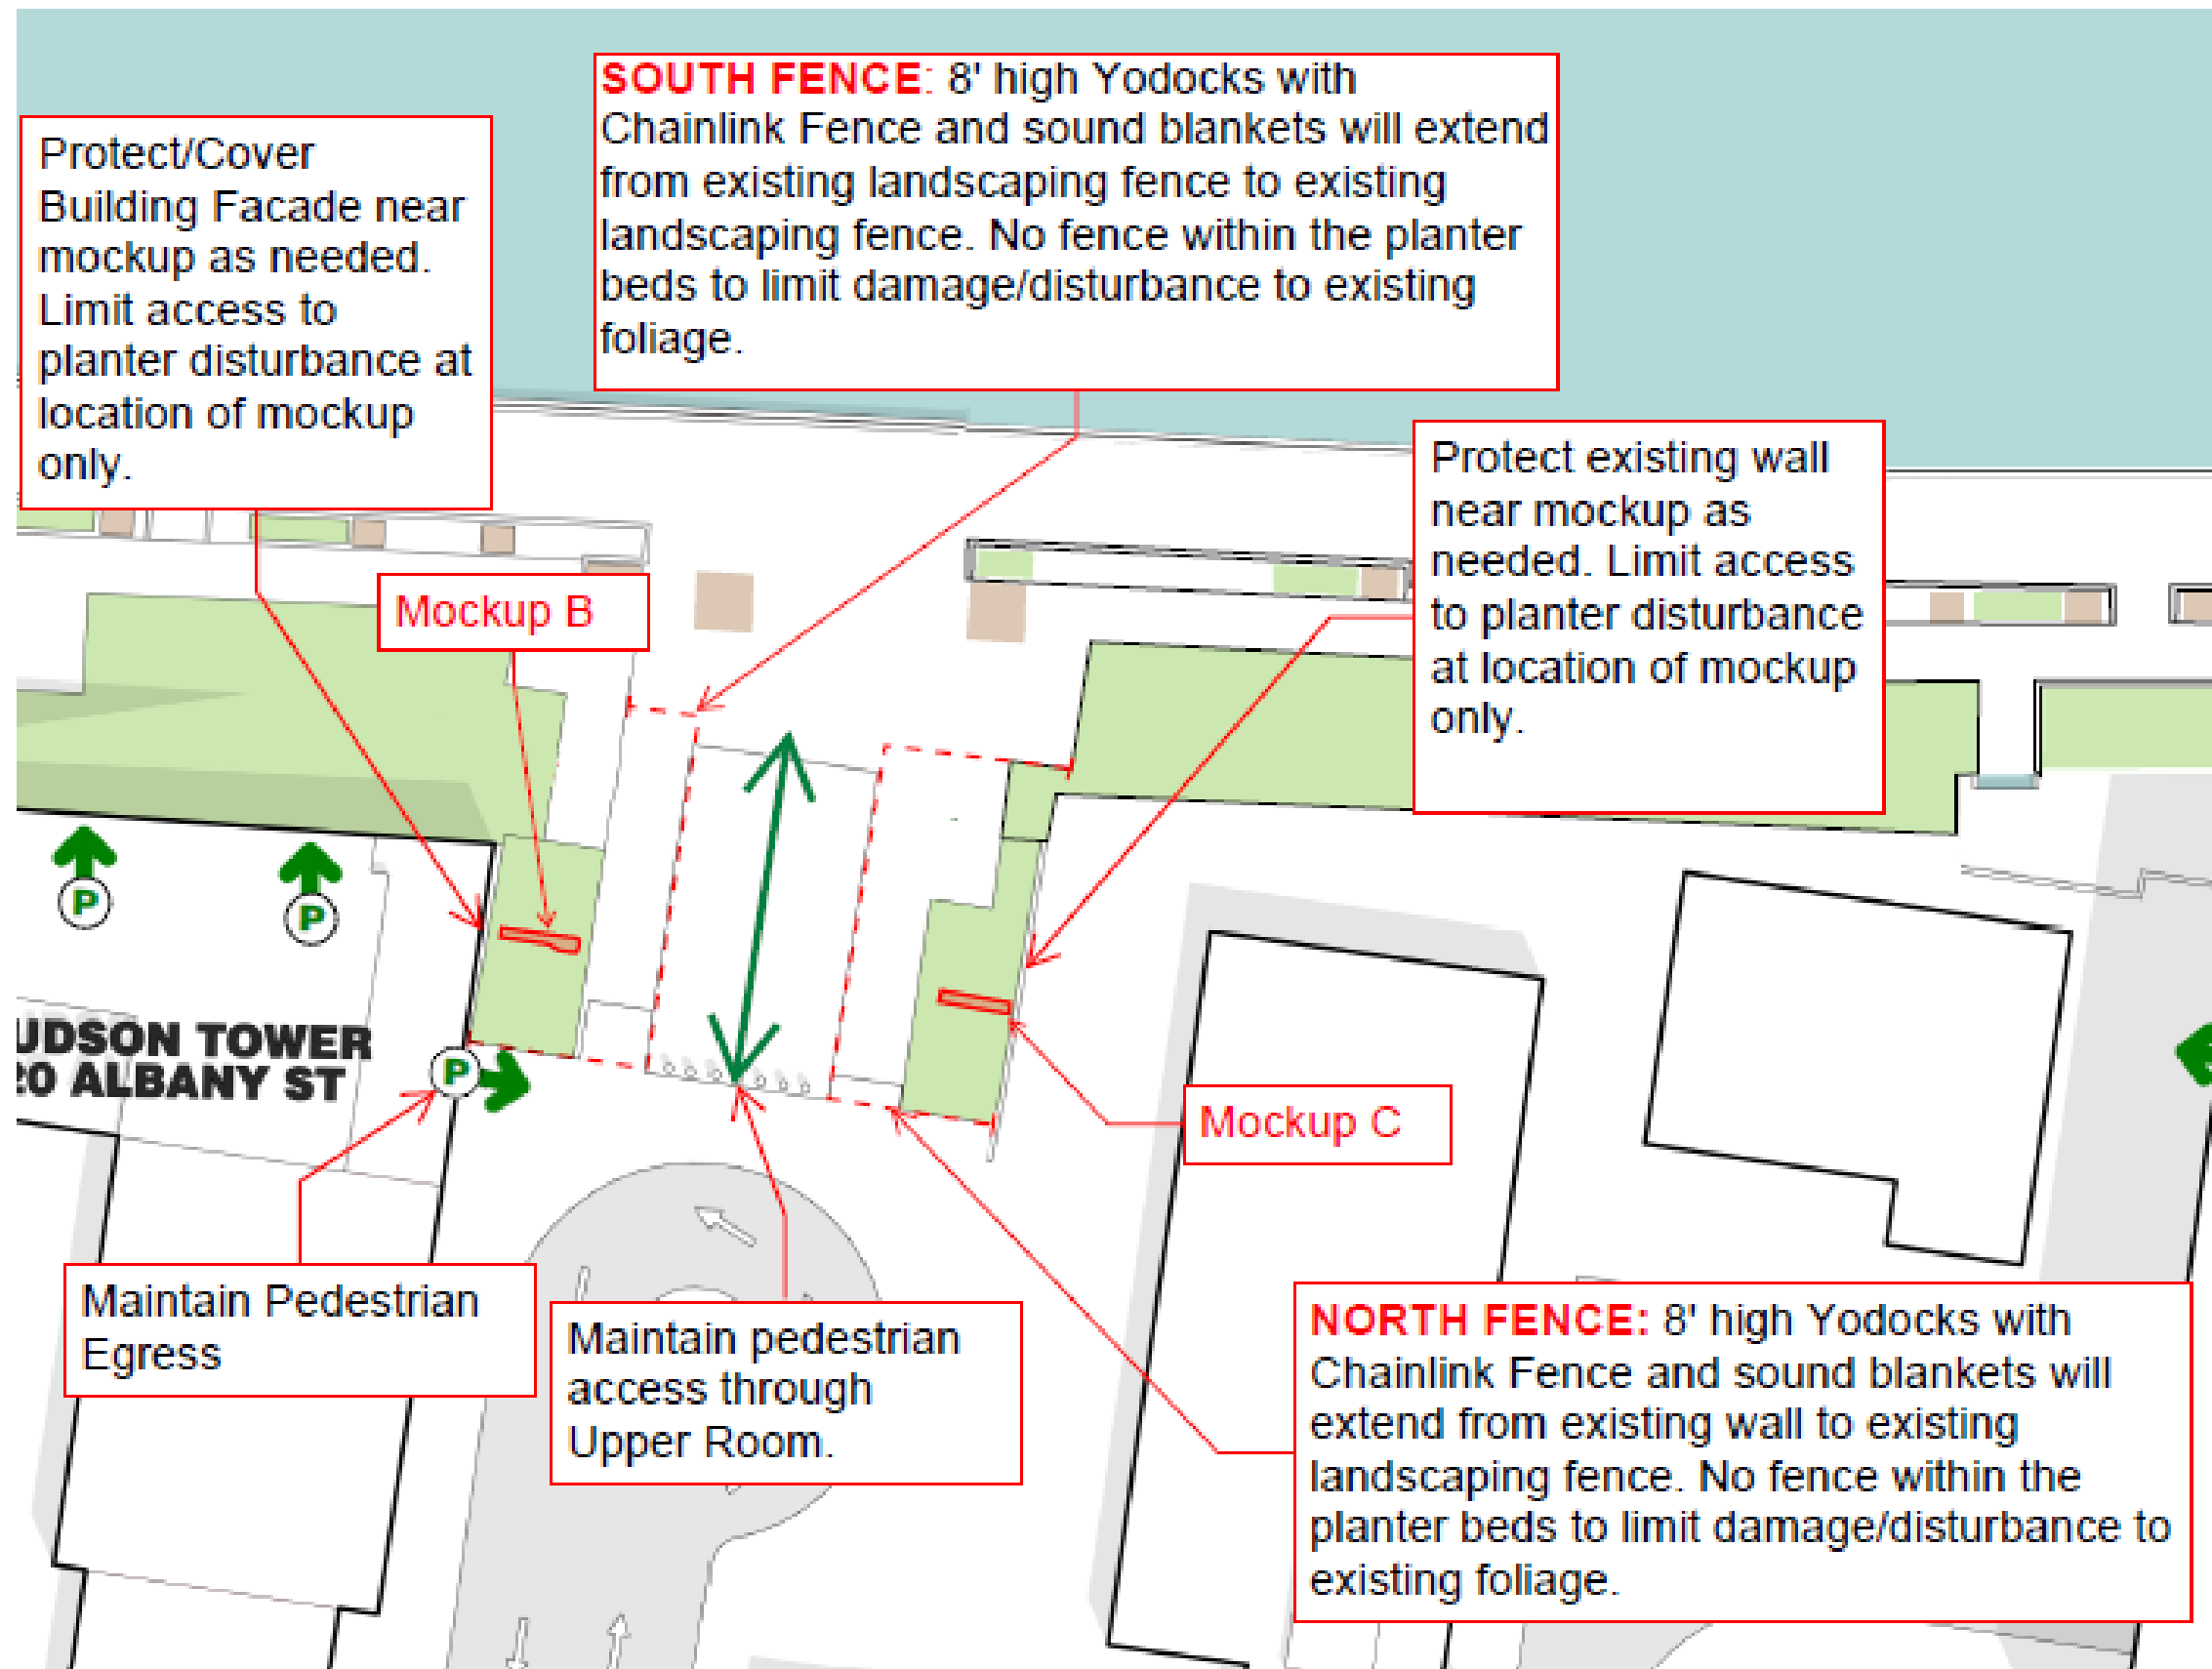 SOUTH FENCE: 8' high Yodocks with
Chainlink Fence and sound blankets will extend
from existing landscaping fence to existing
landscaping fence. No fence within the planter
beds to limit damage/disturbance to existing
foliage.
Protect/Cover
Building Facade near
mockup as needed.
Limit access to
planter disturbance at
location of mockup
only.
Protect existing wall
near mockup as
needed. Limit access
to planter disturbance
at location of mockup
only.
Mockup B
P
P
UDSON TOWER
20 ALBANY ST
P
Mockup C
Maintain Pedestrian
Egress
Maintain pedestrian
access through
Upper Room.
NORTH FENCE: 8' high Yodocks with
Chainlink Fence and sound blankets will
extend from existing wall to existing
landscaping fence. No fence within the
planter beds to limit damage/disturbance to
existing foliage.